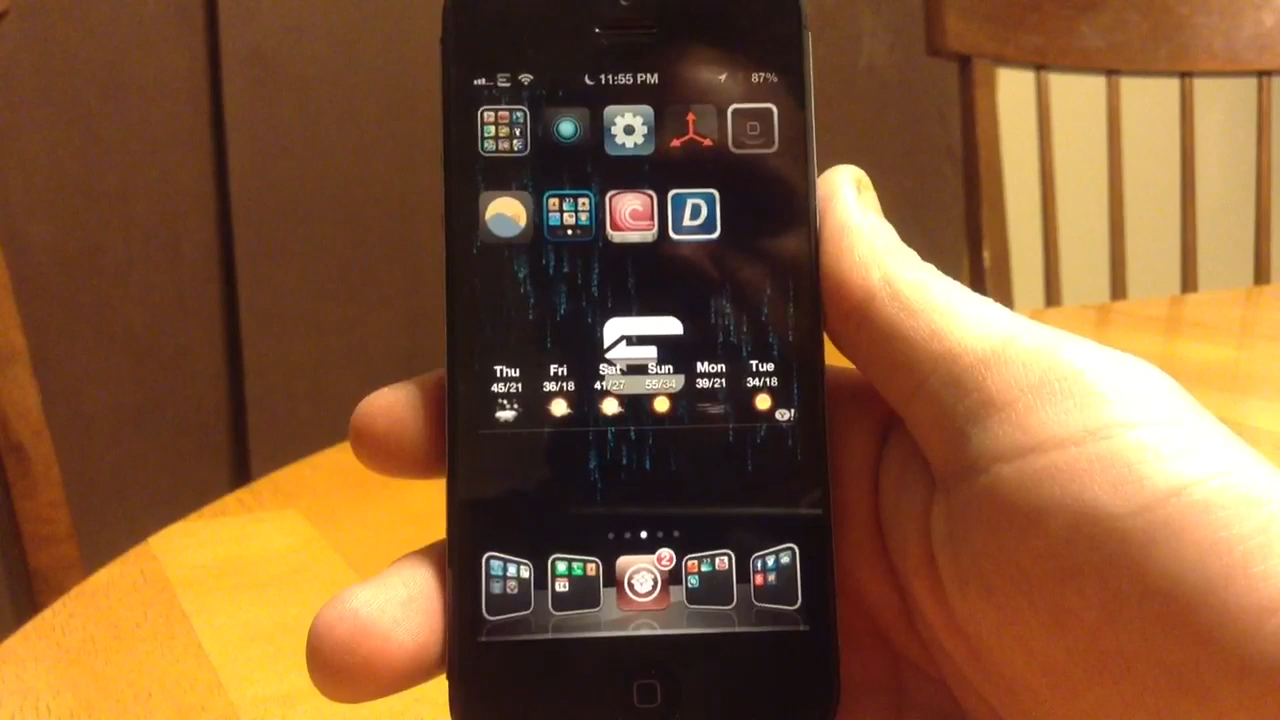 11:55 PM 87%
D
Thu Fri Sat Sun Mon Tue
45/21 36/18 41/27 55/34 39/21 34/18
Y!
2
14